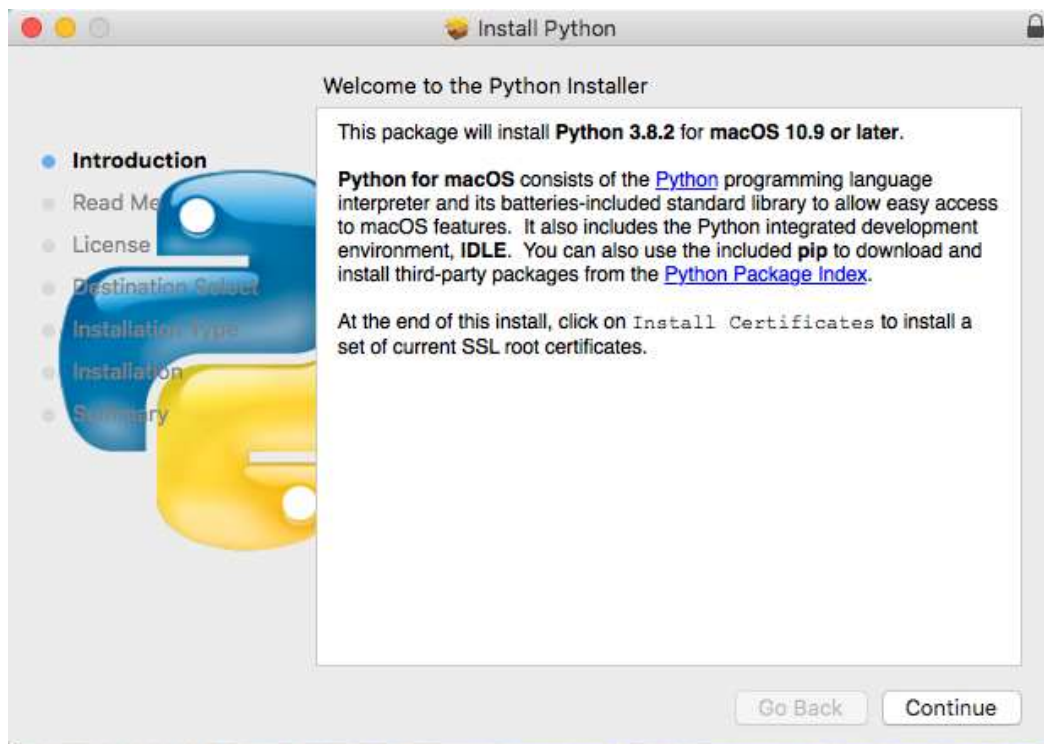 Install Python
Welcome to the Python Installer
Introduction
Read Me
License
Destination Select
Installation Type
Installation
Summary
This package will install Python 3.8.2 for macOS 10.9 or later.
Python for macOS consists of the Python programming language
interpreter and its batteries-included standard library to allow easy access
to macOS features. It also includes the Python integrated development
environment, IDLE. You can also use the included pip to download and
install third-party packages from the Python Package Index.
At the end of this install, click on Install Certificates to install a
set of current SSL root certificates.
Go Back
Continue